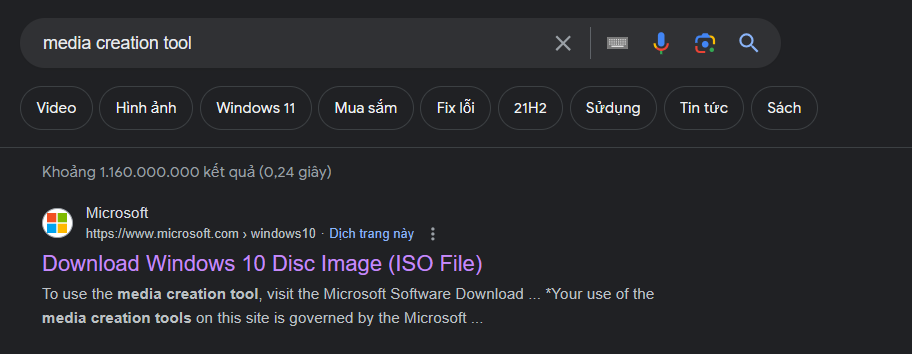 media creation tool
Video Hình ảnh Windows 11 Mua sắm Fix lỗi 21H2 Sửdụng Tin tức Sách
Khoảng 1.160.000.000 kết quả (0,24 giây)
Microsoft
https://www.microsoft.com › windows10 · Dịch trang này
Download Windows 10 Disc Image (ISO File)
To use the media creation tool, visit the Microsoft Software Download ... *Your use of the
media creation tools on this site is governed by the Microsoft ...